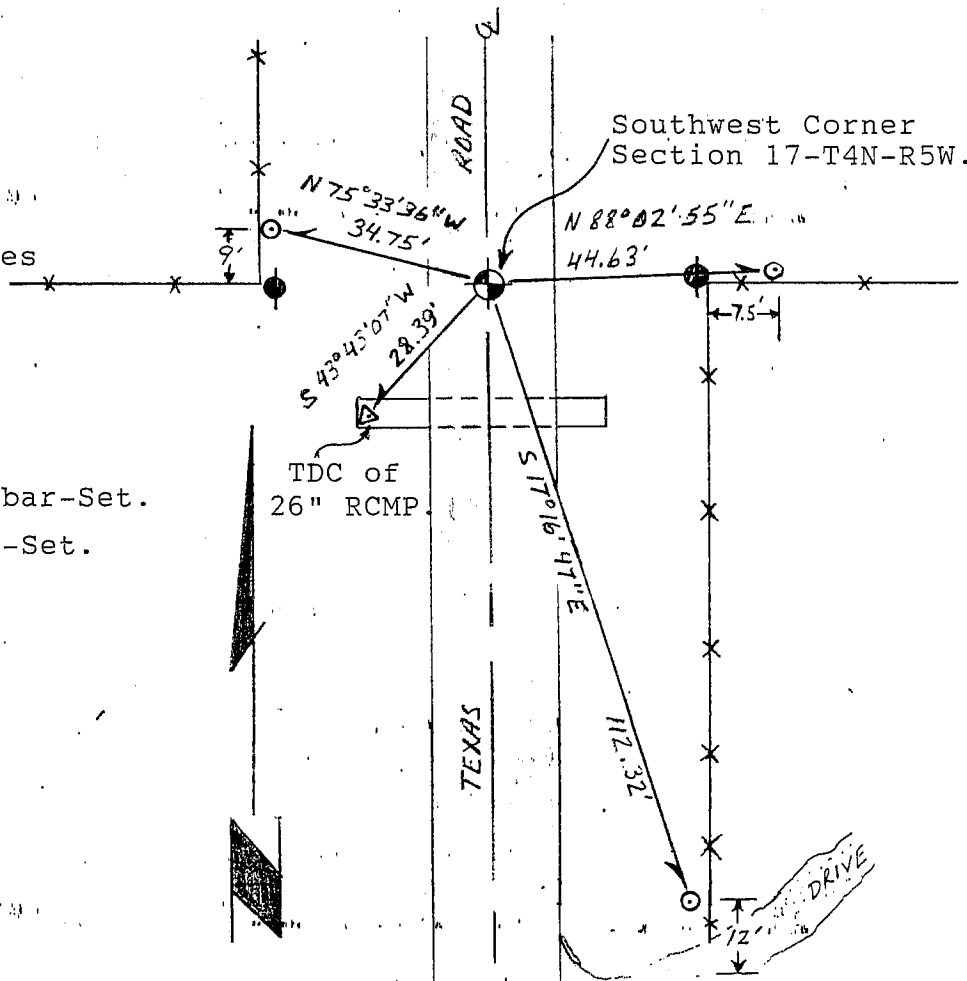 ℄
ROAD
Southwest Corner
Section 17-T4N-R5W.
N 75°33'36"W
34.75'
N 88°02'55"E
44.63'
9'
es
7.5'
S 43°43'07"W
28.39'
TDC of
26" RCMP.
bar-Set.
-Set.
S 17°16'47"E
112.32'
TEXAS
DRIVE
12'